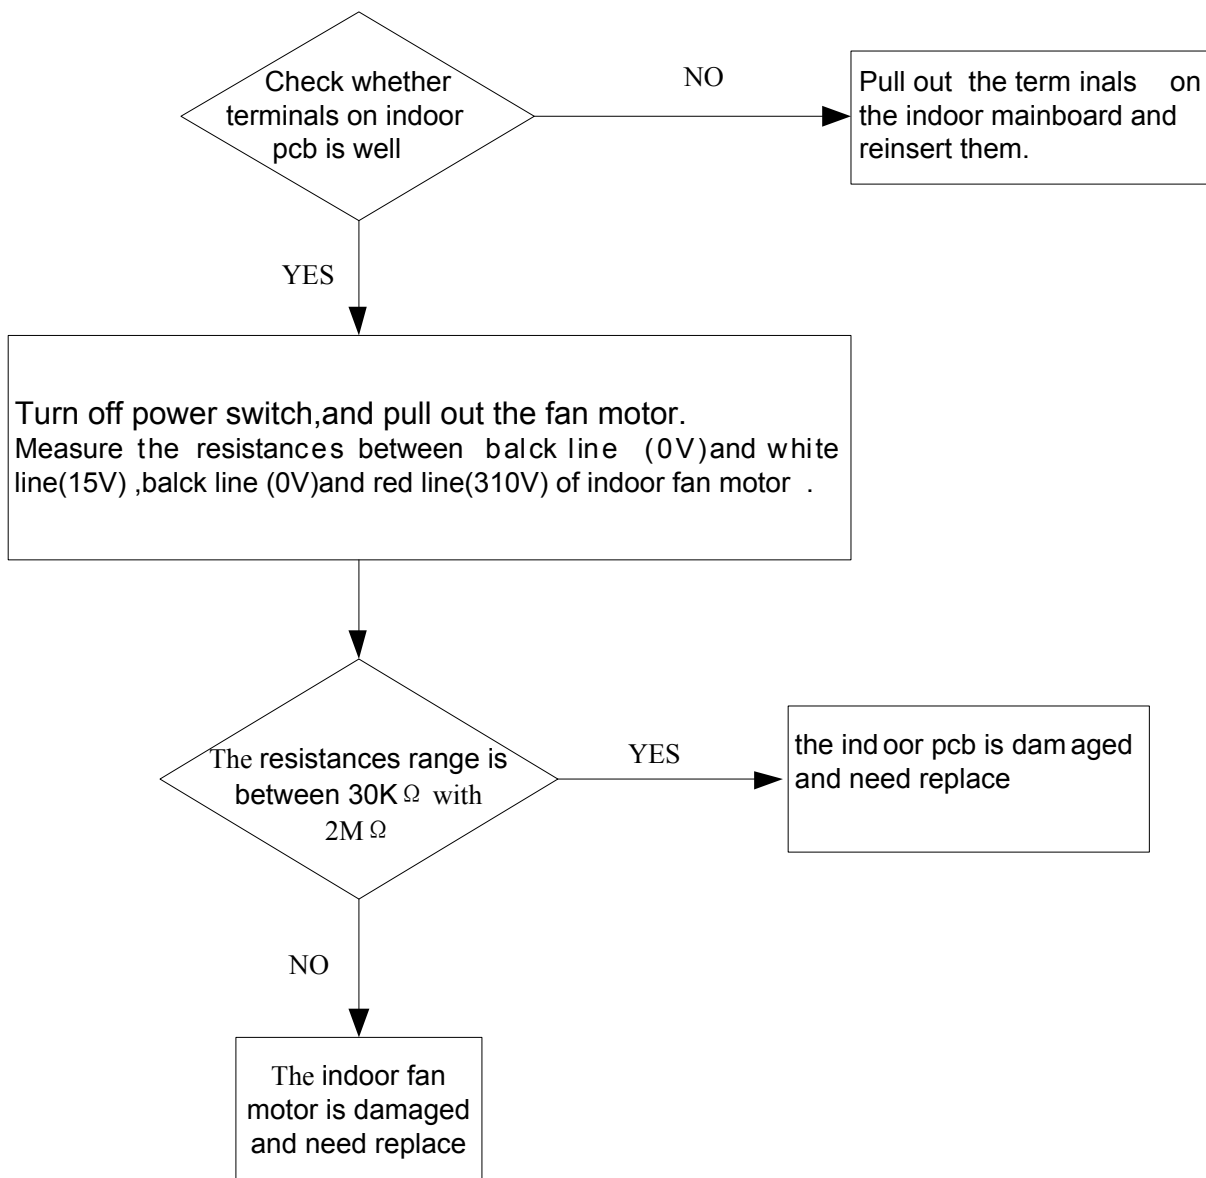 Check whether
terminals on indoor
pcb is well
NO
Pull out the term inals on
the indoor mainboard and
reinsert them.
YES
Turn off power switch,and pull out the fan motor.
Measure the resistances between balck line (0V)and white
line(15V) ,balck line (0V)and red line(310V) of indoor fan motor .
The resistances range is
between 30K Ω with
2M Ω
YES
the ind oor pcb is dam aged
and need replace
NO
The indoor fan
motor is damaged
and need replace